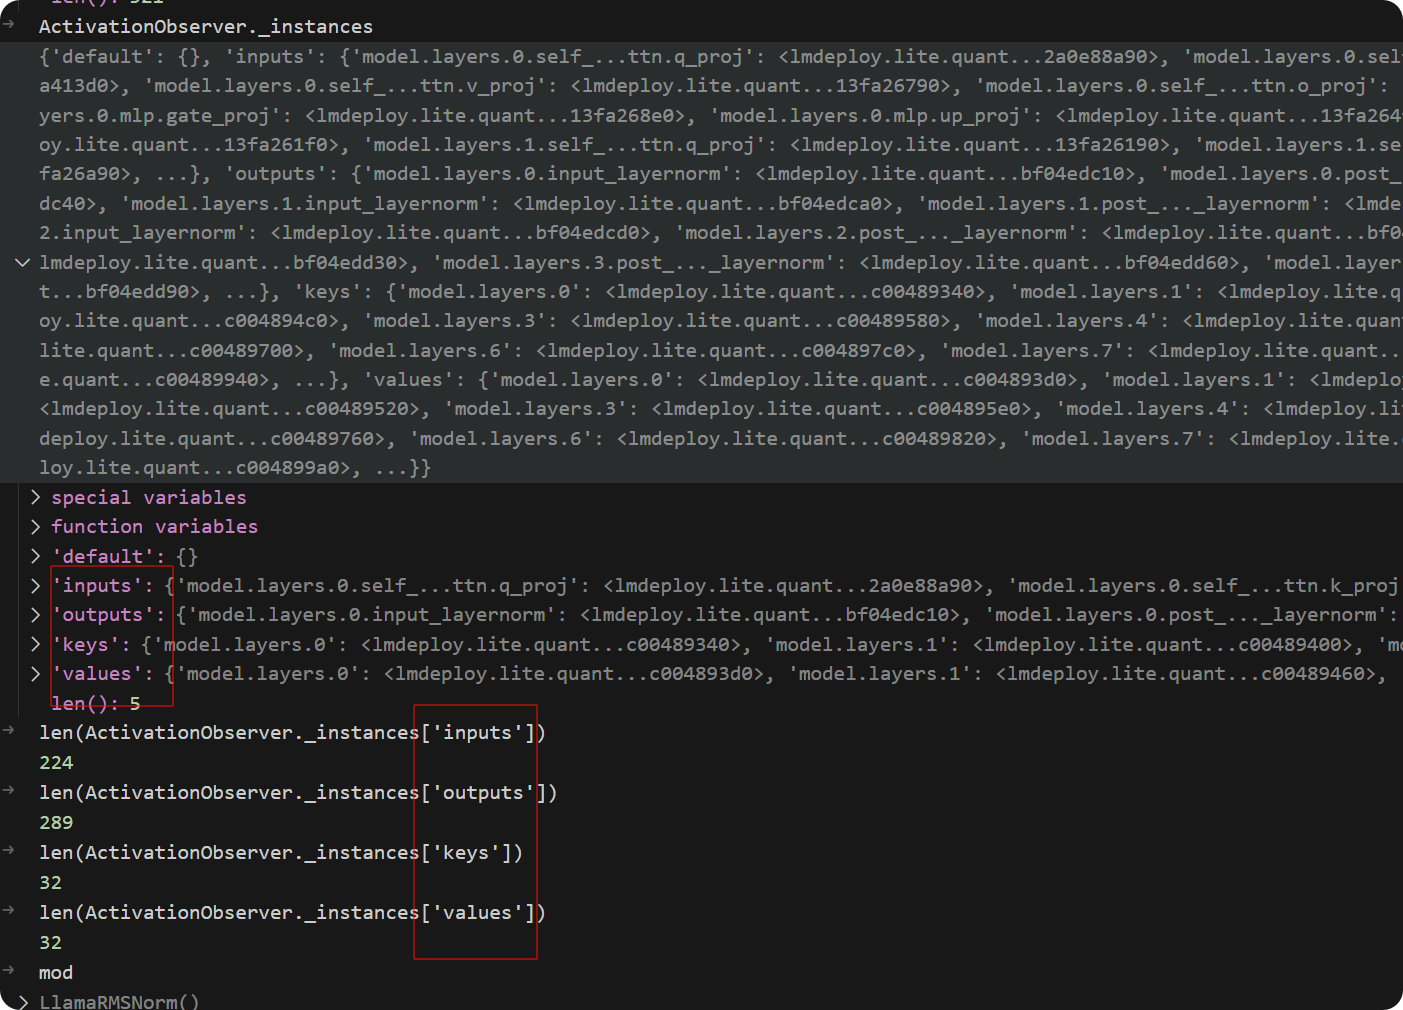 len(): 321
ActivationObserver._instances
{'default': {}, 'inputs': {'model.layers.0.self_...ttn.q_proj': <lmdeploy.lite.quant...2a0e88a90>, 'model.layers.0.sel
a413d0>, 'model.layers.0.self_...ttn.v_proj': <lmdeploy.lite.quant...13fa26790>, 'model.layers.0.self_...ttn.o_proj':
yers.0.mlp.gate_proj': <lmdeploy.lite.quant...13fa268e0>, 'model.layers.0.mlp.up_proj': <lmdeploy.lite.quant...13fa264
oy.lite.quant...13fa261f0>, 'model.layers.1.self_...ttn.q_proj': <lmdeploy.lite.quant...13fa26190>, 'model.layers.1.se
fa26a90>, ...}, 'outputs': {'model.layers.0.input_layernorm': <lmdeploy.lite.quant...bf04edc10>, 'model.layers.0.post_
dc40>, 'model.layers.1.input_layernorm': <lmdeploy.lite.quant...bf04edca0>, 'model.layers.1.post_..._layernorm': <lmde
2.input_layernorm': <lmdeploy.lite.quant...bf04edcd0>, 'model.layers.2.post_..._layernorm': <lmdeploy.lite.quant...bf0
lmdeploy.lite.quant...bf04edd30>, 'model.layers.3.post_..._layernorm': <lmdeploy.lite.quant...bf04edd60>, 'model.layer
t...bf04edd90>, ...}, 'keys': {'model.layers.0': <lmdeploy.lite.quant...c00489340>, 'model.layers.1': <lmdeploy.lite.q
oy.lite.quant...c004894c0>, 'model.layers.3': <lmdeploy.lite.quant...c00489580>, 'model.layers.4': <lmdeploy.lite.quan
lite.quant...c00489700>, 'model.layers.6': <lmdeploy.lite.quant...c004897c0>, 'model.layers.7': <lmdeploy.lite.quant..
e.quant...c00489940>, ...}, 'values': {'model.layers.0': <lmdeploy.lite.quant...c004893d0>, 'model.layers.1': <lmdeplo
<lmdeploy.lite.quant...c00489520>, 'model.layers.3': <lmdeploy.lite.quant...c004895e0>, 'model.layers.4': <lmdeploy.li
deploy.lite.quant...c00489760>, 'model.layers.6': <lmdeploy.lite.quant...c00489820>, 'model.layers.7': <lmdeploy.lite.
loy.lite.quant...c004899a0>, ...}}
special variables
function variables
'default': {}
'inputs': {'model.layers.0.self_...ttn.q_proj': <lmdeploy.lite.quant...2a0e88a90>, 'model.layers.0.self_...ttn.k_proj
'outputs': {'model.layers.0.input_layernorm': <lmdeploy.lite.quant...bf04edc10>, 'model.layers.0.post_..._layernorm':
'keys': {'model.layers.0': <lmdeploy.lite.quant...c00489340>, 'model.layers.1': <lmdeploy.lite.quant...c00489400>, 'm
'values': {'model.layers.0': <lmdeploy.lite.quant...c004893d0>, 'model.layers.1': <lmdeploy.lite.quant...c00489460>,
len(): 5
len(ActivationObserver._instances['inputs'])
224
len(ActivationObserver._instances['outputs'])
289
len(ActivationObserver._instances['keys'])
32
len(ActivationObserver._instances['values'])
32
mod
LlamaRMSNorm()